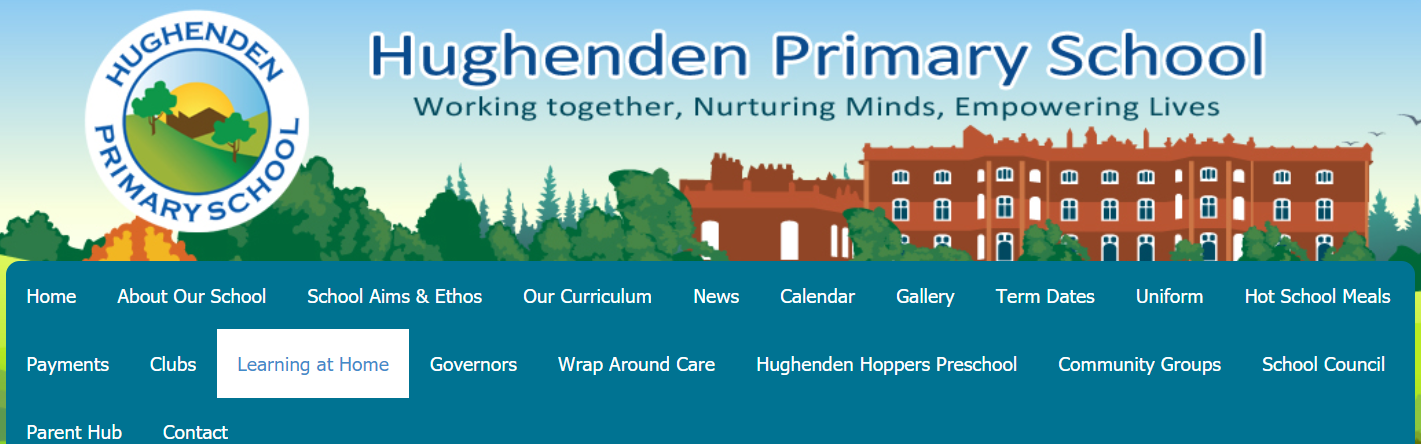 HUGHENDEN
PRIMARY SCHOOL
Hughenden Primary School
Working together, Nurturing Minds, Empowering Lives
Home About Our School School Aims & Ethos Our Curriculum News Calendar Gallery Term Dates Uniform Hot School Meals
Payments Clubs Learning at Home Governors Wrap Around Care Hughenden Hoppers Preschool Community Groups School Council
Parent Hub Contact